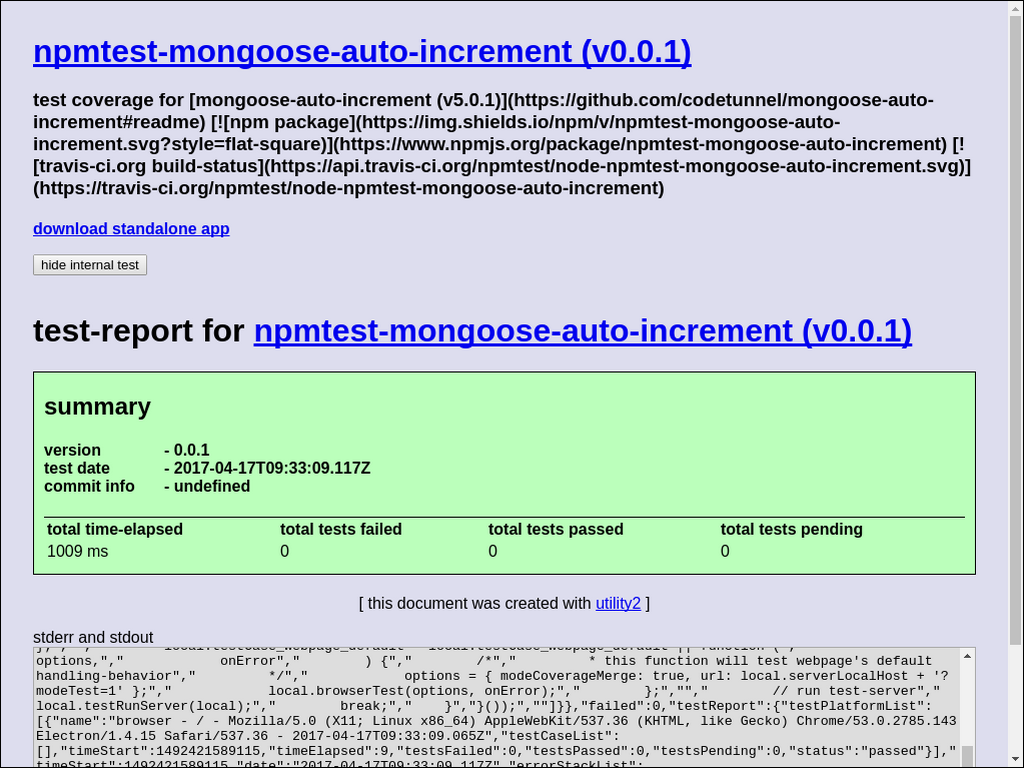 npmtest-mongoose-auto-increment (v0.0.1)
test coverage for [mongoose-auto-increment (v5.0.1)](https://github.com/codetunnel/mongoose-auto-
increment#readme) [![npm package](https://img.shields.io/npm/v/npmtest-mongoose-auto-
increment.svg?style=flat-square)](https://www.npmjs.org/package/npmtest-mongoose-auto-increment) [!
[travis-ci.org build-status](https://api.travis-ci.org/npmtest/node-npmtest-mongoose-auto-increment.svg)]
(https://travis-ci.org/npmtest/node-npmtest-mongoose-auto-increment)
download standalone app
hide internal test
test-report for npmtest-mongoose-auto-increment (v0.0.1)
summary
version - 0.0.1
test date - 2017-04-17T09:33:09.117Z
commit info - undefined
total time-elapsed total tests failed total tests passed total tests pending
1009 ms 0 0 0
[ this document was created with utility2 ]
stderr and stdout
options,"," onError"," ) {"," /*"," * this function will test webpage's default
handling-behavior"," */"," options = { modeCoverageMerge: true, url: local.serverLocalHost + '?
modeTest=1' };"," local.browserTest(options, onError);"," };",""," // run test-server","
local.testRunServer(local);"," break;"," }","}());",""]}},"failed":0,"testReport":{"testPlatformList":
[{"name":"browser - / - Mozilla/5.0 (X11; Linux x86_64) AppleWebKit/537.36 (KHTML, like Gecko) Chrome/53.0.2785.143
Electron/1.4.15 Safari/537.36 - 2017-04-17T09:33:09.065Z","testCaseList":
[],"timeStart":1492421589115,"timeElapsed":9,"testsFailed":0,"testsPassed":0,"testsPending":0,"status":"passed"}],"
timeStart":1492421589115,"date":"2017-04-17T09:33:09.117Z","errorStackList":